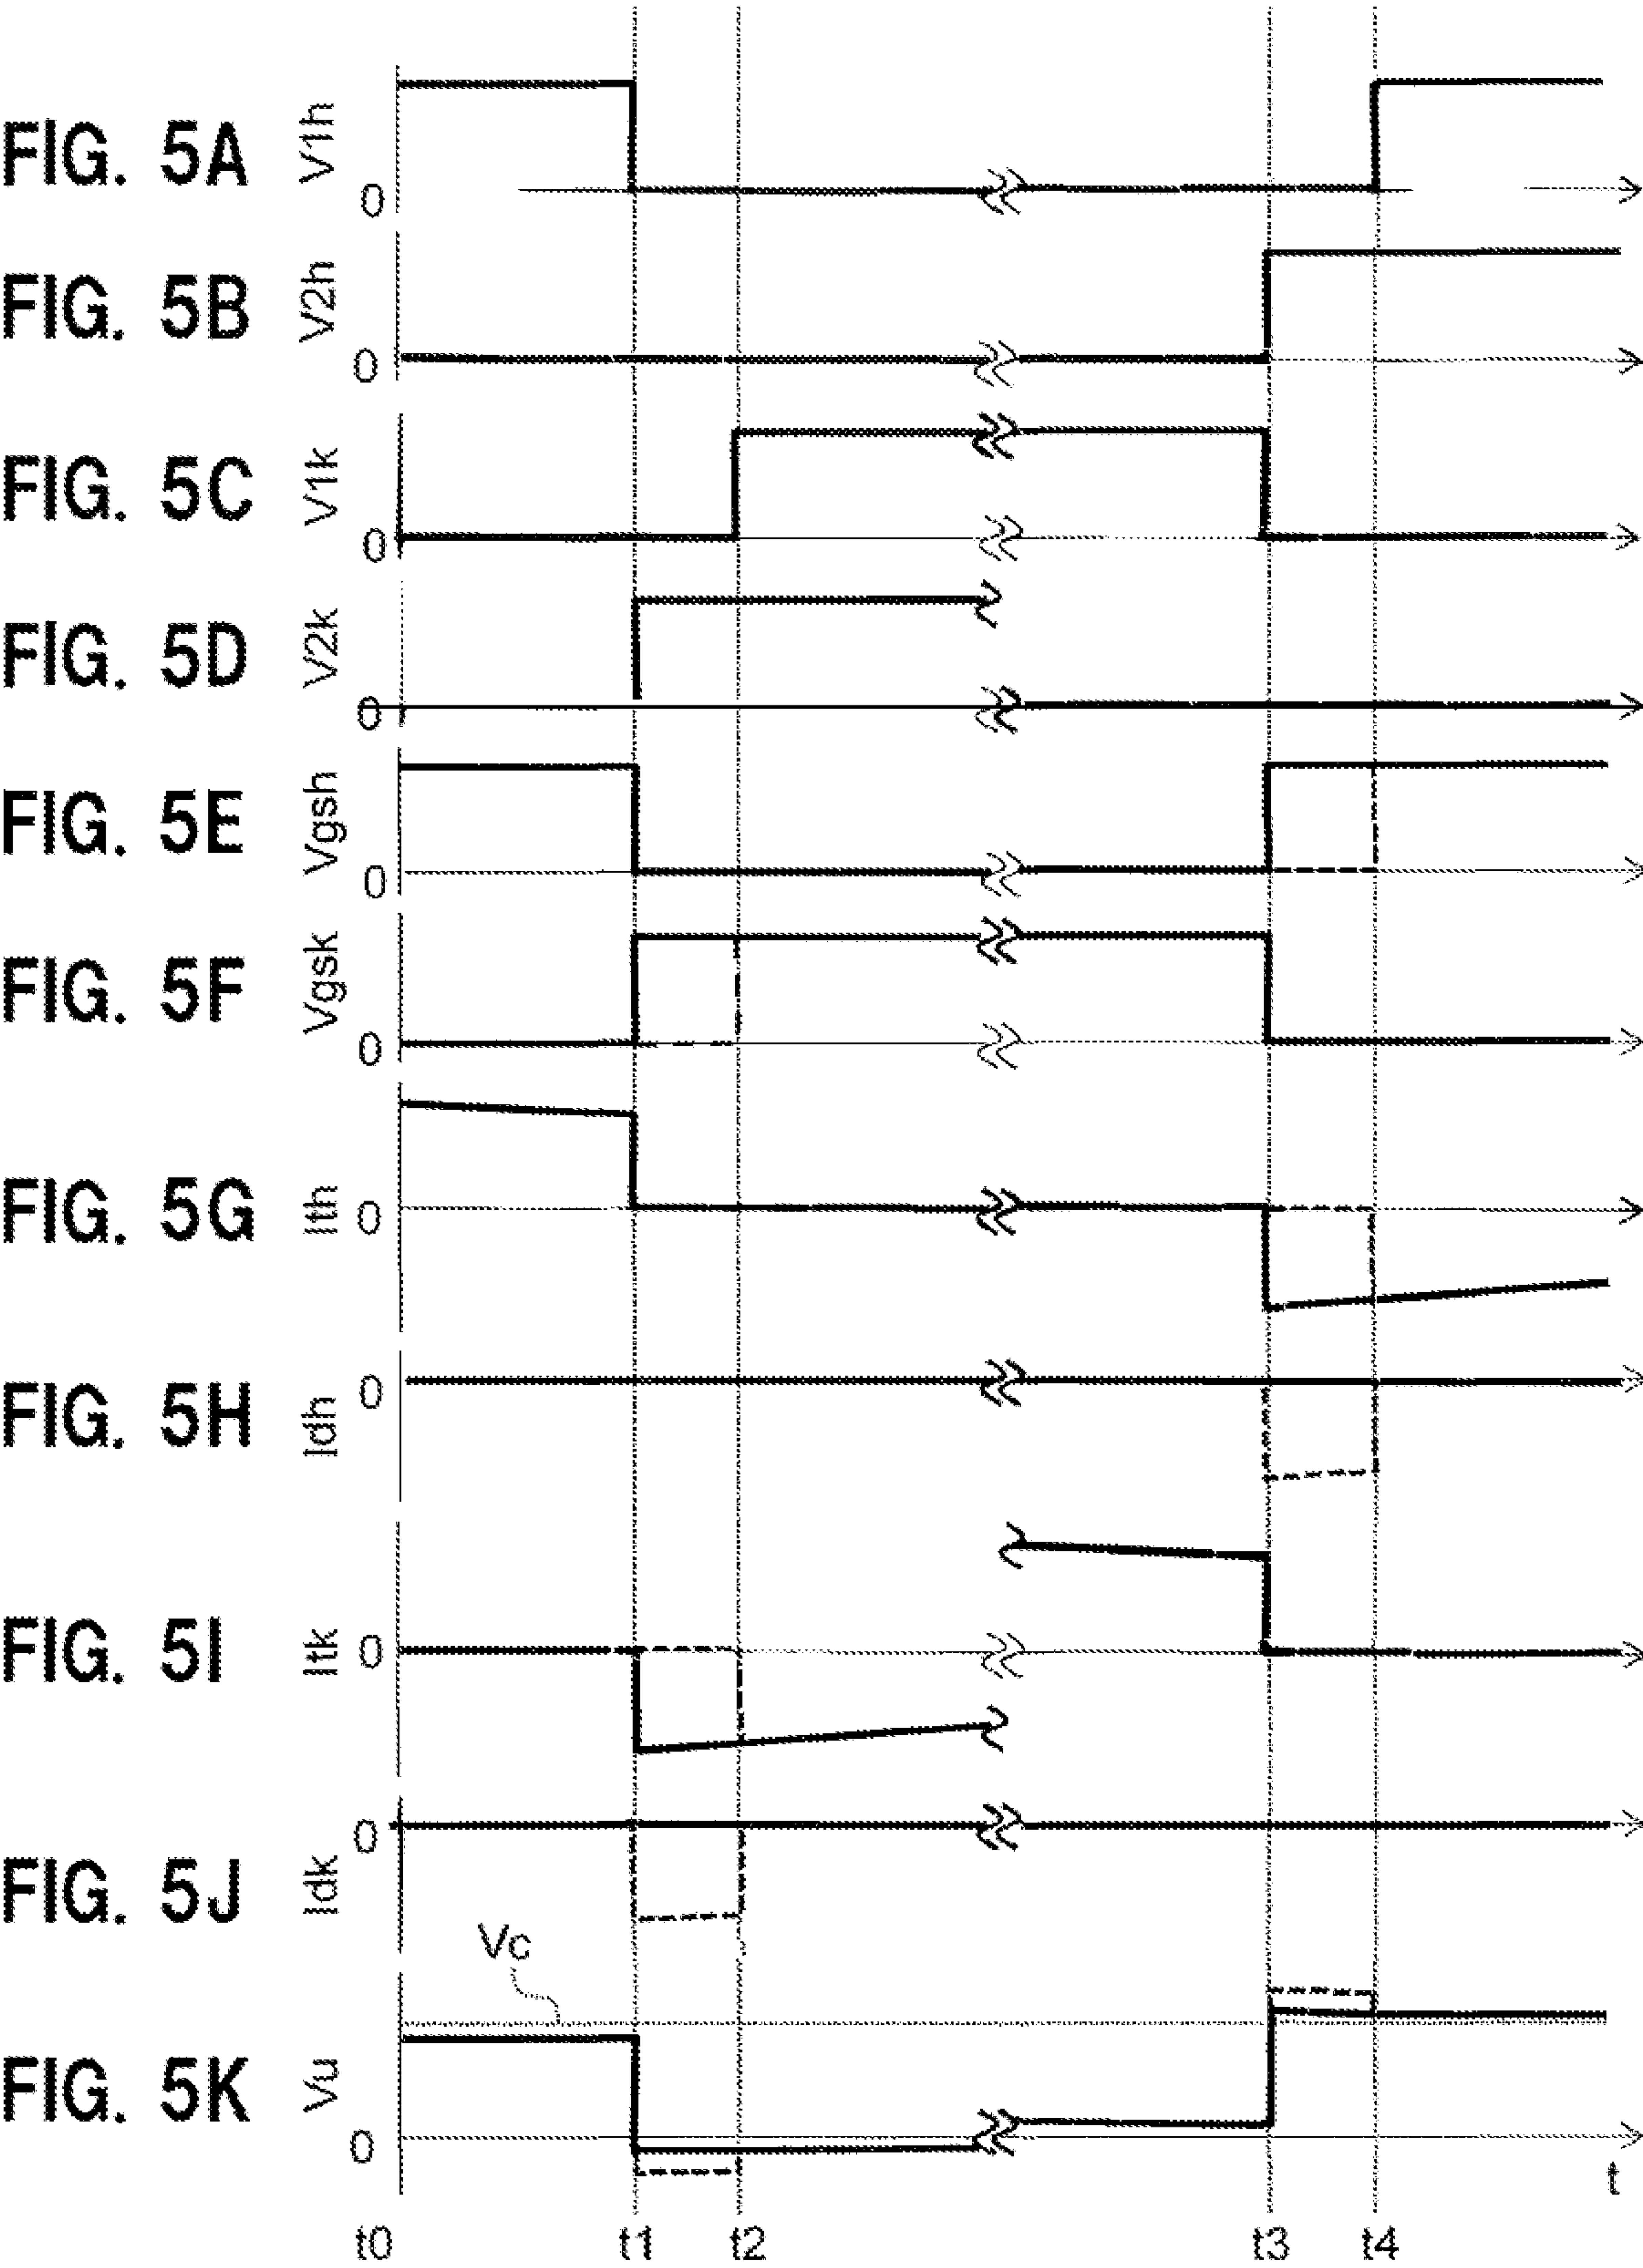 FIG. 5A V1h 0
FIG. 5B V2h 0
FIG. 5C V1k 0
FIG. 5D V2k 0
FIG. 5E Vgsh 0
FIG. 5F Vgsk 0
FIG. 5G Ith 0
FIG. 5H Idh 0
FIG. 5I Itk 0
FIG. 5J Idk 0
Vc
FIG. 5K Vu 0
t
t0 t1 t2 t3 t4